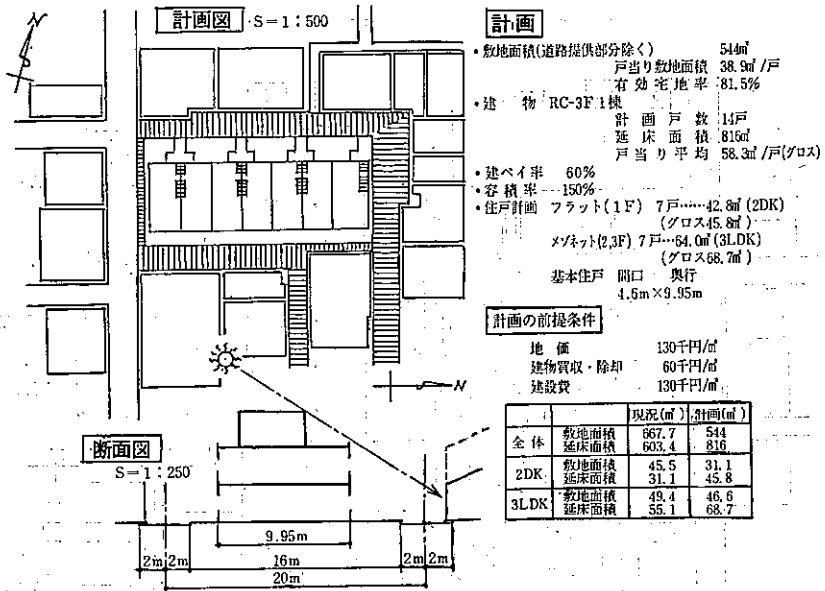 N
計画図 S=1:500
計画
・敷地面積(道路提供部分除く) 544㎡
戸当り敷地面積 38.9㎡/戸
有効宅地率 81.5%
・建物 RC-3F 1棟
計画戸数 14戸
延床面積 816㎡
戸当り平均 58.3㎡/戸(グロス)
・建ペイ率 60%
・容積率 150%
・住戸計画 フラット(1F) 7戸……42.8㎡(2DK)
(グロス45.8㎡)
メゾネット(2,3F) 7戸…64.0㎡(3LDK)
(グロス68.7㎡)
基本住戸 間口 奥行
4.6m×9.95m
計画の前提条件
地価 130千円/㎡
建物買収・除却 60千円/㎡
建設費 130千円/㎡
現況(㎡) 計画(㎡)
全体 敷地面積 667.7 544
延床面積 603.4 816
2DK 敷地面積 45.5 31.1
延床面積 31.1 45.8
3LDK 敷地面積 49.4 46.6
延床面積 55.1 68.7
N
断面図
S=1:250
9.95m
2m 2m 16m 2m 2m
20m